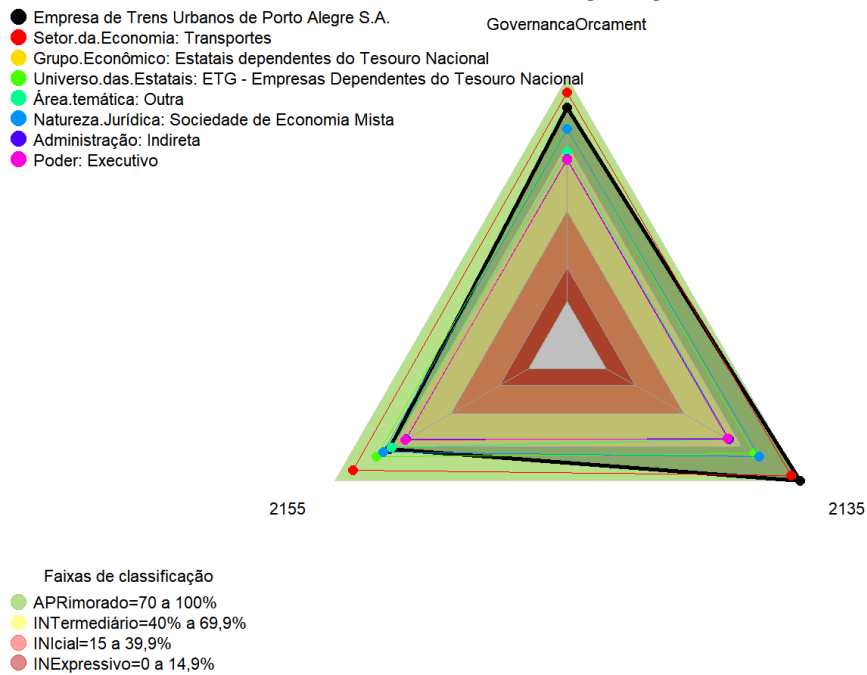 Empresa de Trens Urbanos de Porto Alegre S.A.
GovernancaOrcament
Setor.da.Economia: Transportes
Grupo.Econômico: Estatais dependentes do Tesouro Nacional
Universo.das.Estatais: ETG - Empresas Dependentes do Tesouro Nacional
Área.temática: Outra
Natureza.Jurídica: Sociedade de Economia Mista
Administração: Indireta
Poder: Executivo
2155
2135
Faixas de classificação
APRimorado=70 a 100%
INTermediário=40% a 69,9%
INIcial=15 a 39,9%
INExpressivo=0 a 14,9%